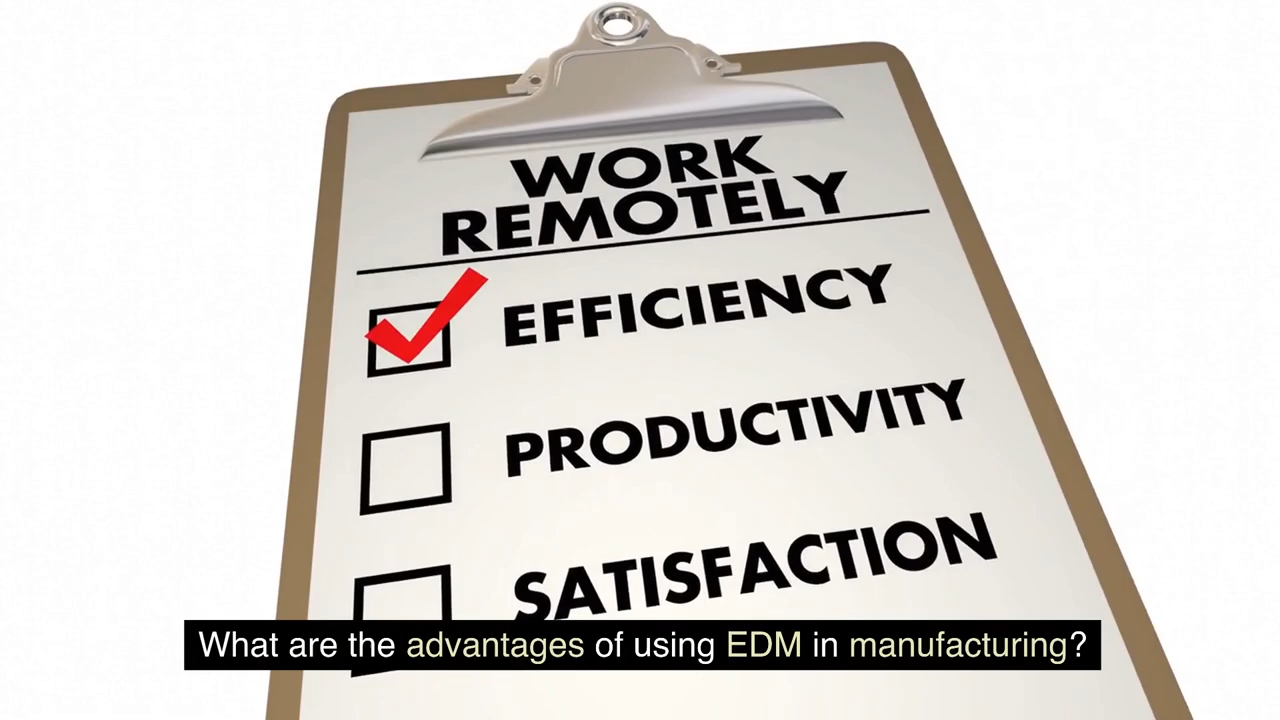 WORK
REMOTELY
EFFICIENCY
PRODUCTIVITY
SATISFACTION
What are the advantages of using EDM in manufacturing?